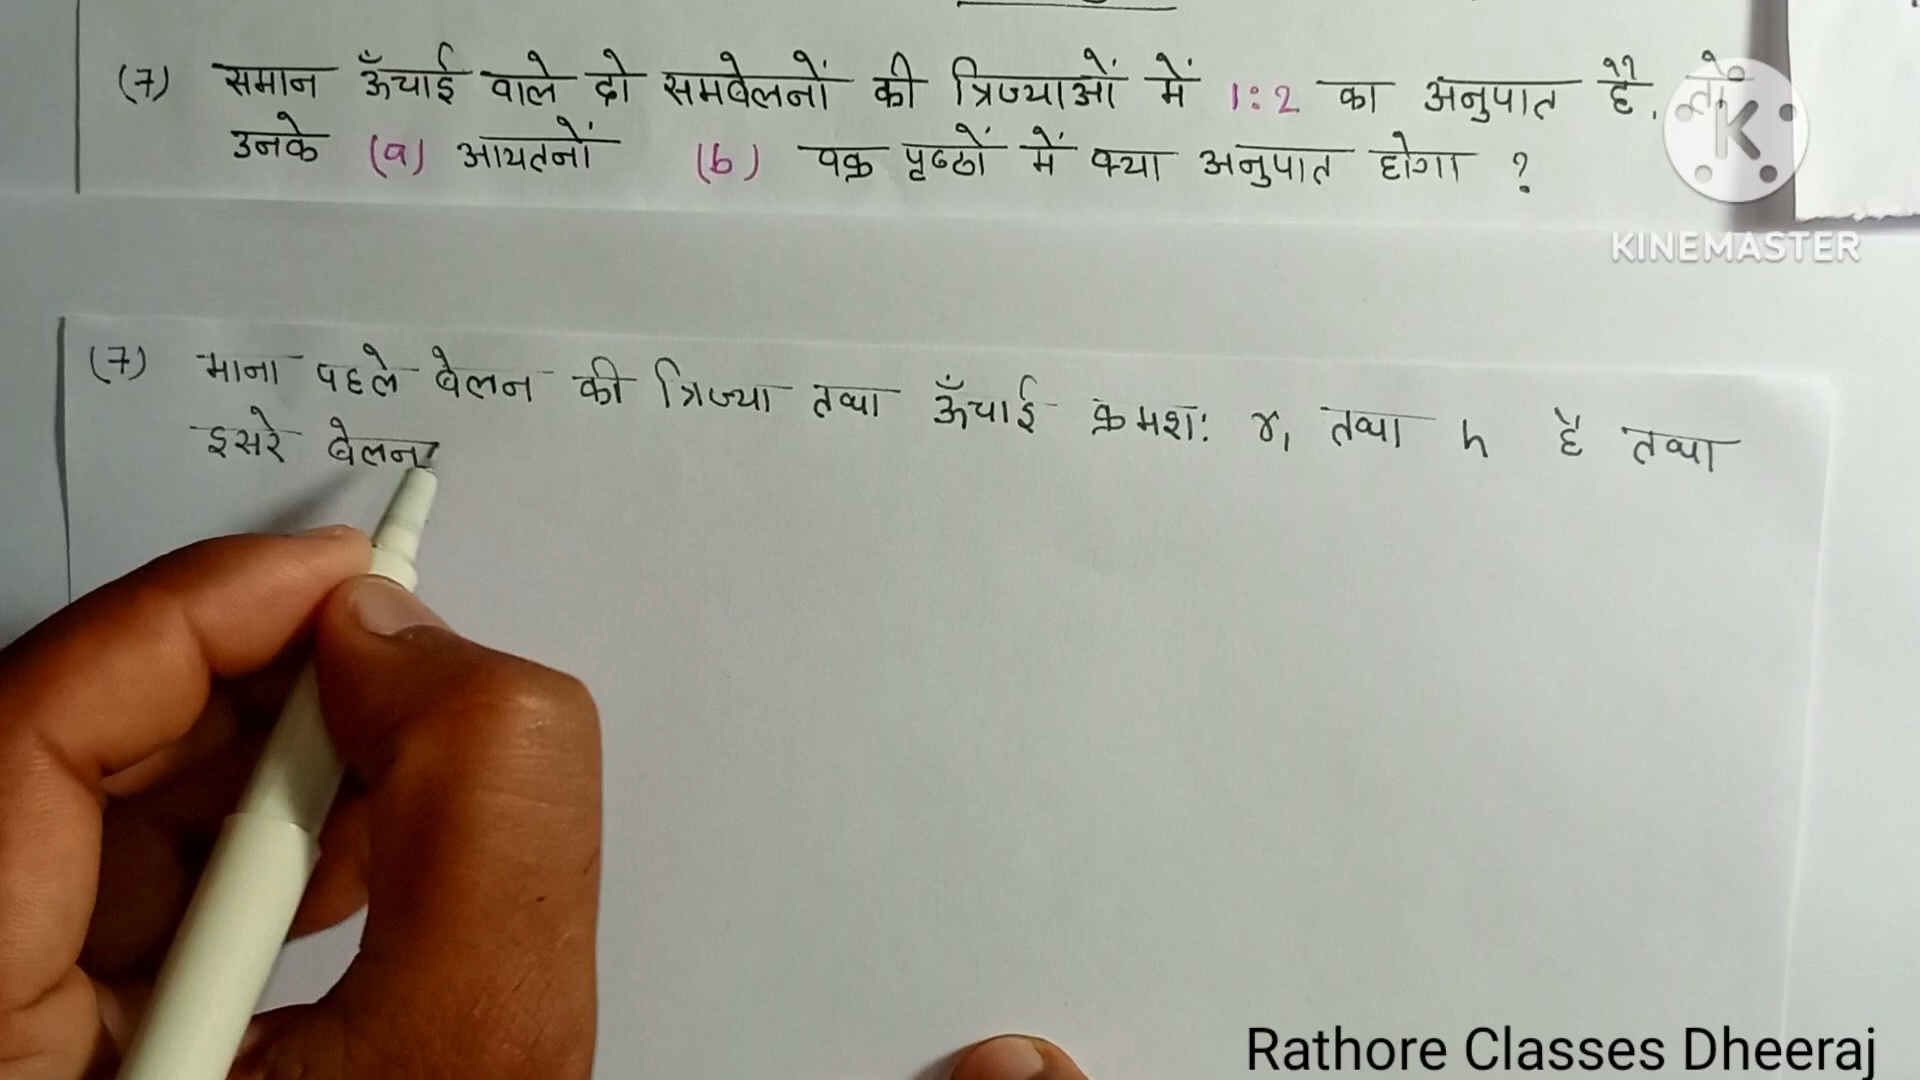 (7) समान ऊँचाई वाले दो समबेलनों की त्रिज्याओं में 1:2 का अनुपात है, तो
उनके (a) आयतनों (b) वक्र पृष्ठों में क्या अनुपात होगा ?
K
KINEMASTER
(7) माना पहले बेलन की त्रिज्या तथा ऊँचाई क्रमश: r₁ तथा h है तथा
दूसरे बेलन
Rathore Classes Dheeraj